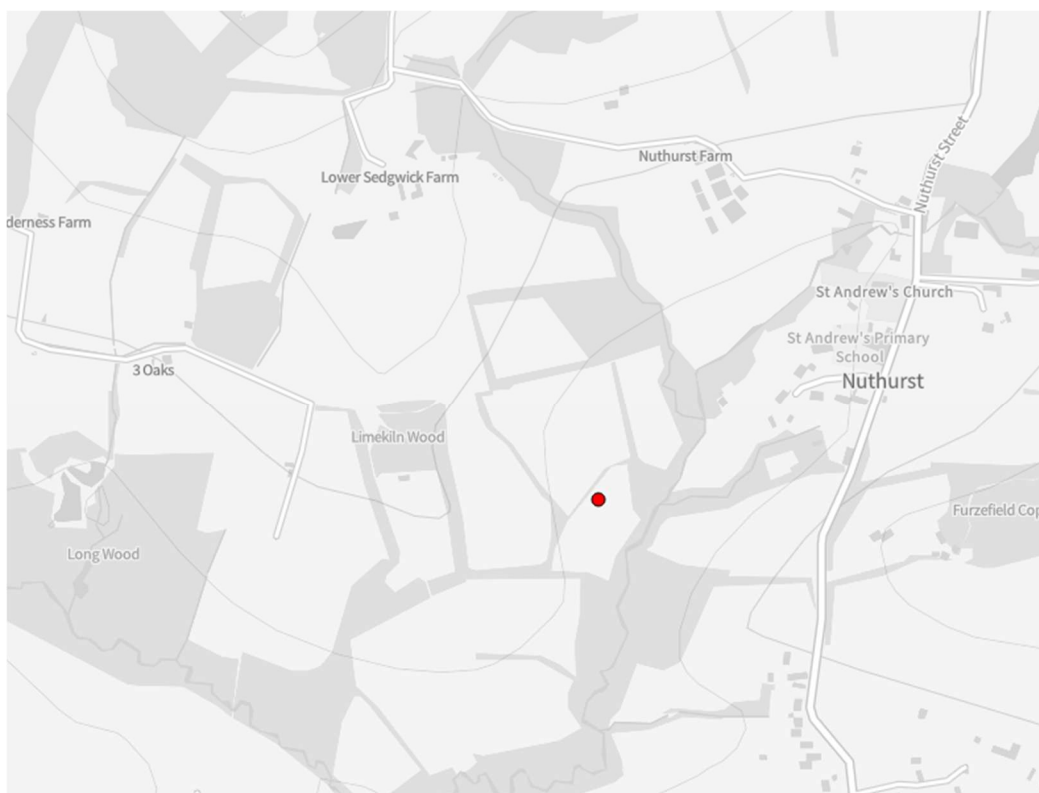 Nuthurst Street
Nuthurst Farm
Lower Sedgwick Farm
derness Farm
St Andrew's Church
St Andrew's Primary
School
3 Oaks
Nuthurst
Limekiln Wood
Furzefield Cop
Long Wood